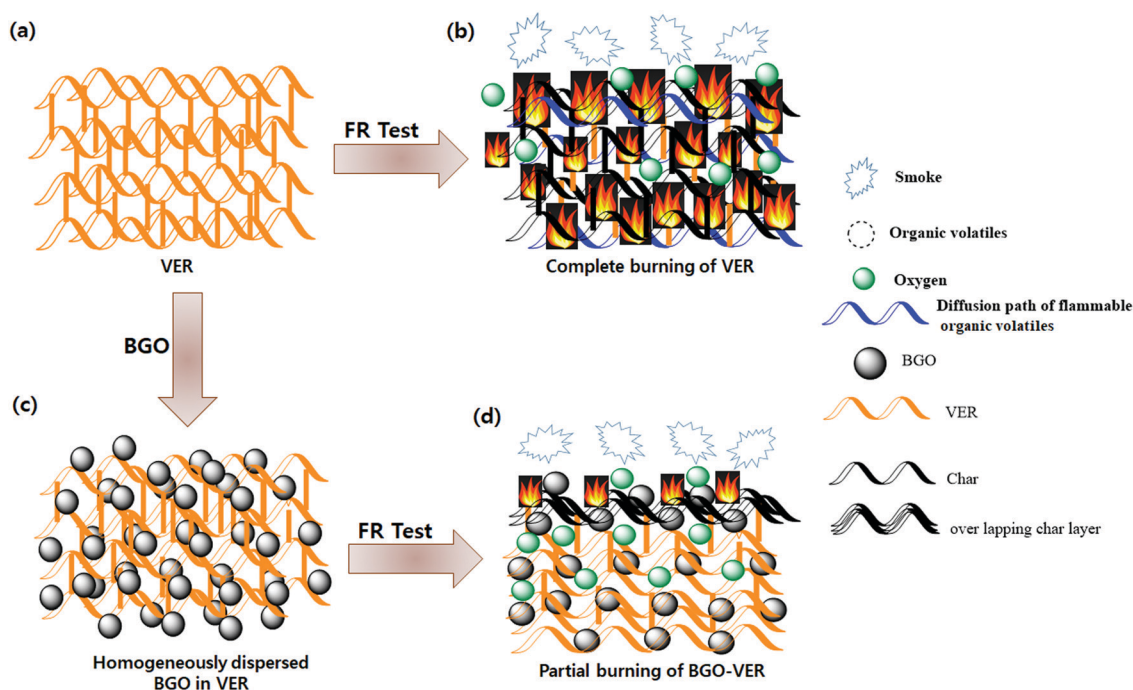 (a)
VER
FR Test
(b)
Complete burning of VER
BGO
(c)
Homogeneously dispersed
BGO in VER
FR Test
(d)
Partial burning of BGO-VER
Smoke
Organic volatiles
Oxygen
Diffusion path of flammable
organic volatiles
BGO
VER
Char
over lapping char layer